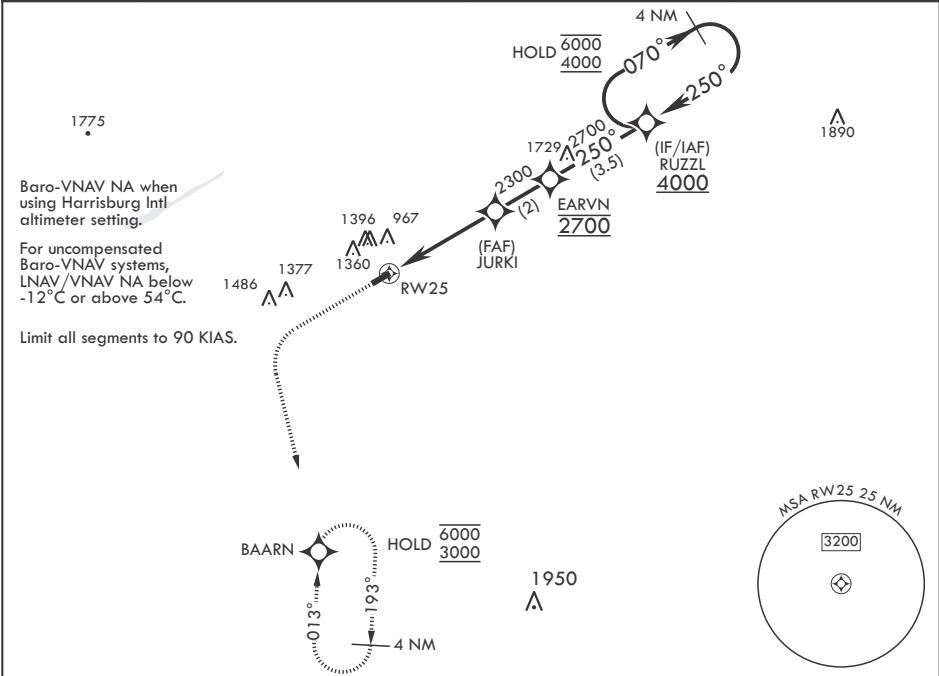 4 NM
HOLD 6000
4000
070°
250°
1775
1890
1729
2700
250°
(3.5)
(IF/IAF)
RUZZL
4000
Baro-VNAV NA when
using Harrisburg Intl
altimeter setting.
2300
(2)
EARVN
2700
1396
967
(FAF)
JURKI
For uncompensated
Baro-VNAV systems,
LNAV/VNAV NA below
-12°C or above 54°C.
1360
1486
1377
RW25
Limit all segments to 90 KIAS.
MSA RW25 25 NM
3200
BAARN
HOLD 6000
3000
013°
193°
1950
4 NM